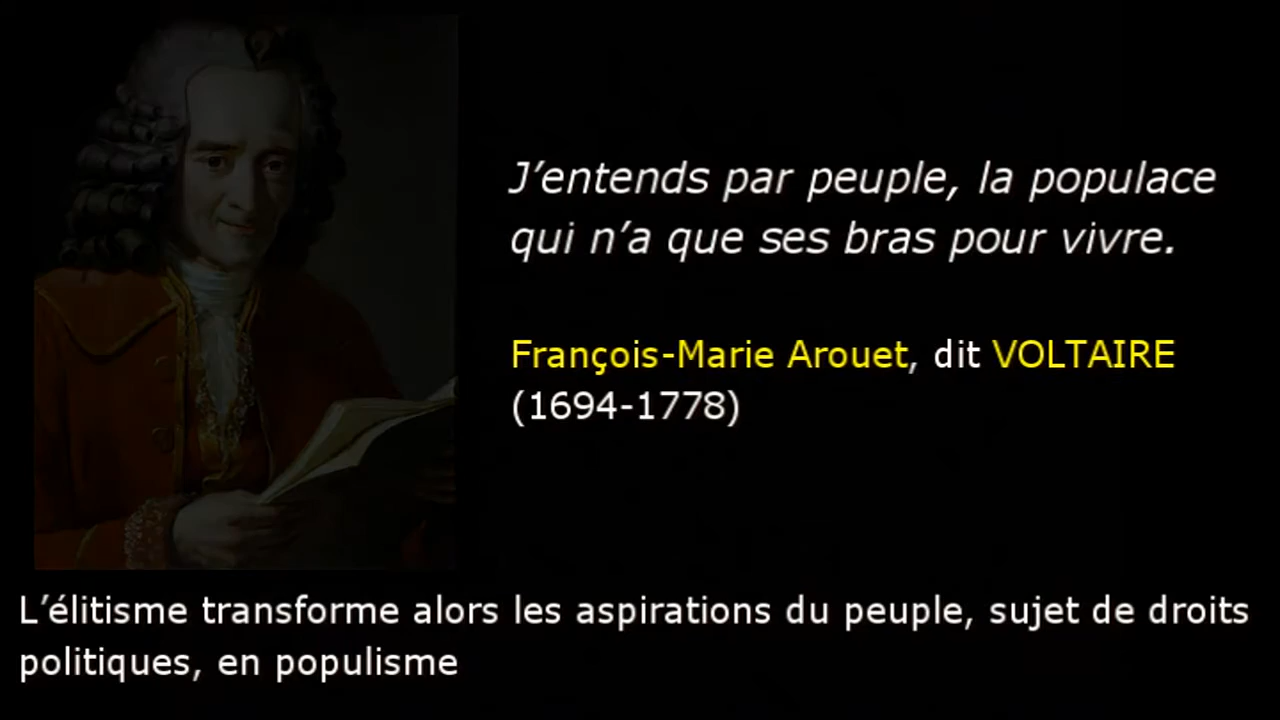 J’entends par peuple, la populace
qui n’a que ses bras pour vivre.
François-Marie Arouet, dit VOLTAIRE
(1694-1778)
L’élitisme transforme alors les aspirations du peuple, sujet de droits
politiques, en populisme